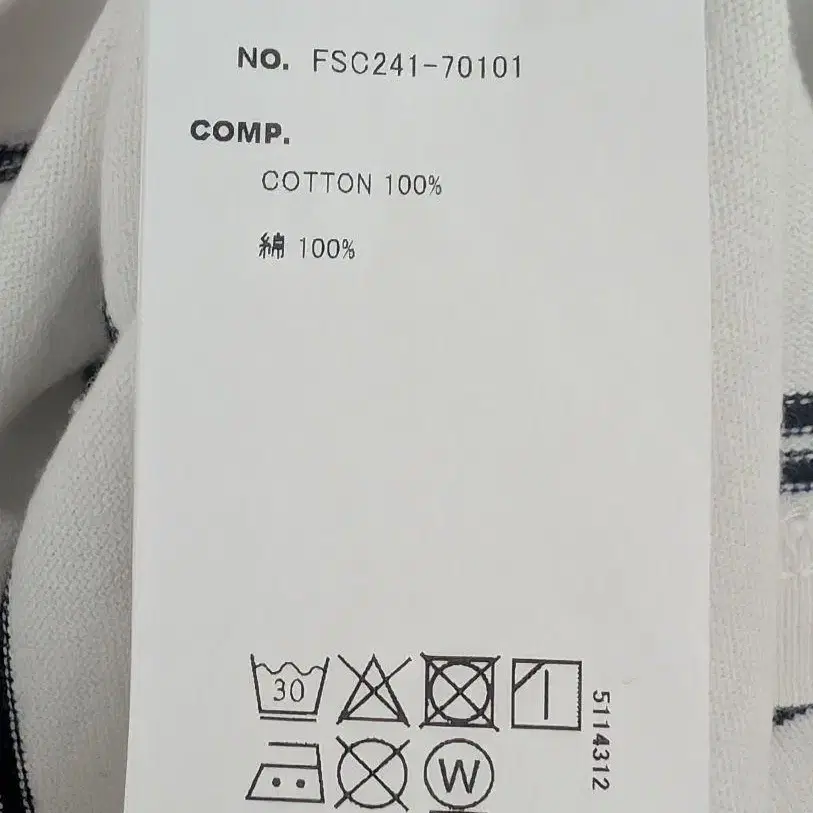 NO. FSC241-70101
COMP.
COTTON 100%
綿 100%
30
W
5114312